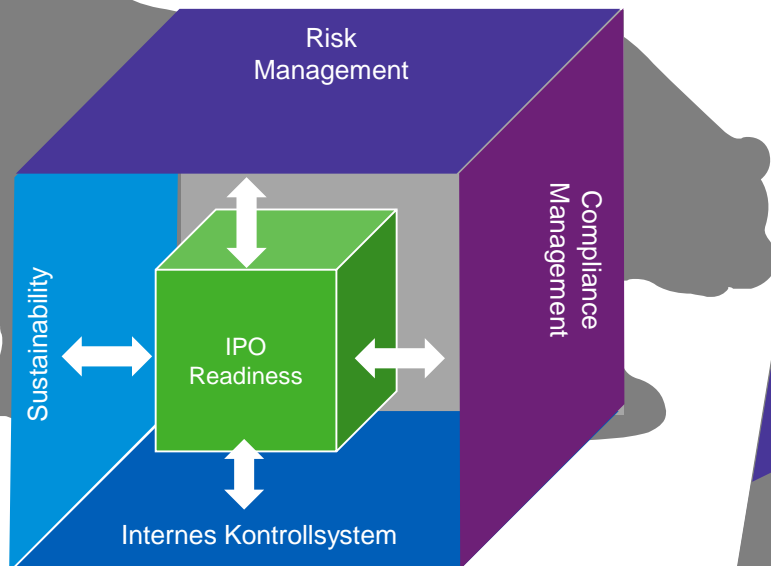 Risk
Management
Compliance
Management
Sustainability
IPO
Readiness
Internes Kontrollsystem